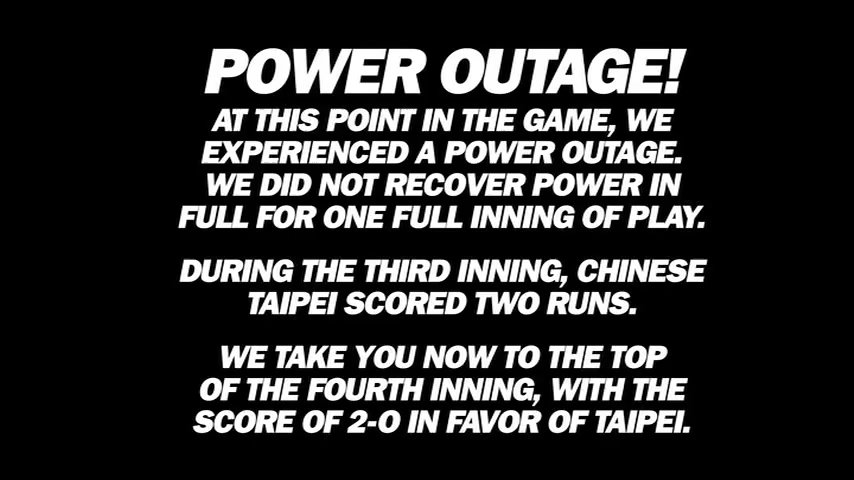 POWER OUTAGE!
AT THIS POINT IN THE GAME, WE
EXPERIENCED A POWER OUTAGE.
WE DID NOT RECOVER POWER IN
FULL FOR ONE FULL INNING OF PLAY.
DURING THE THIRD INNING, CHINESE
TAIPEI SCORED TWO RUNS.
WE TAKE YOU NOW TO THE TOP
OF THE FOURTH INNING, WITH THE
SCORE OF 2-0 IN FAVOR OF TAIPEI.